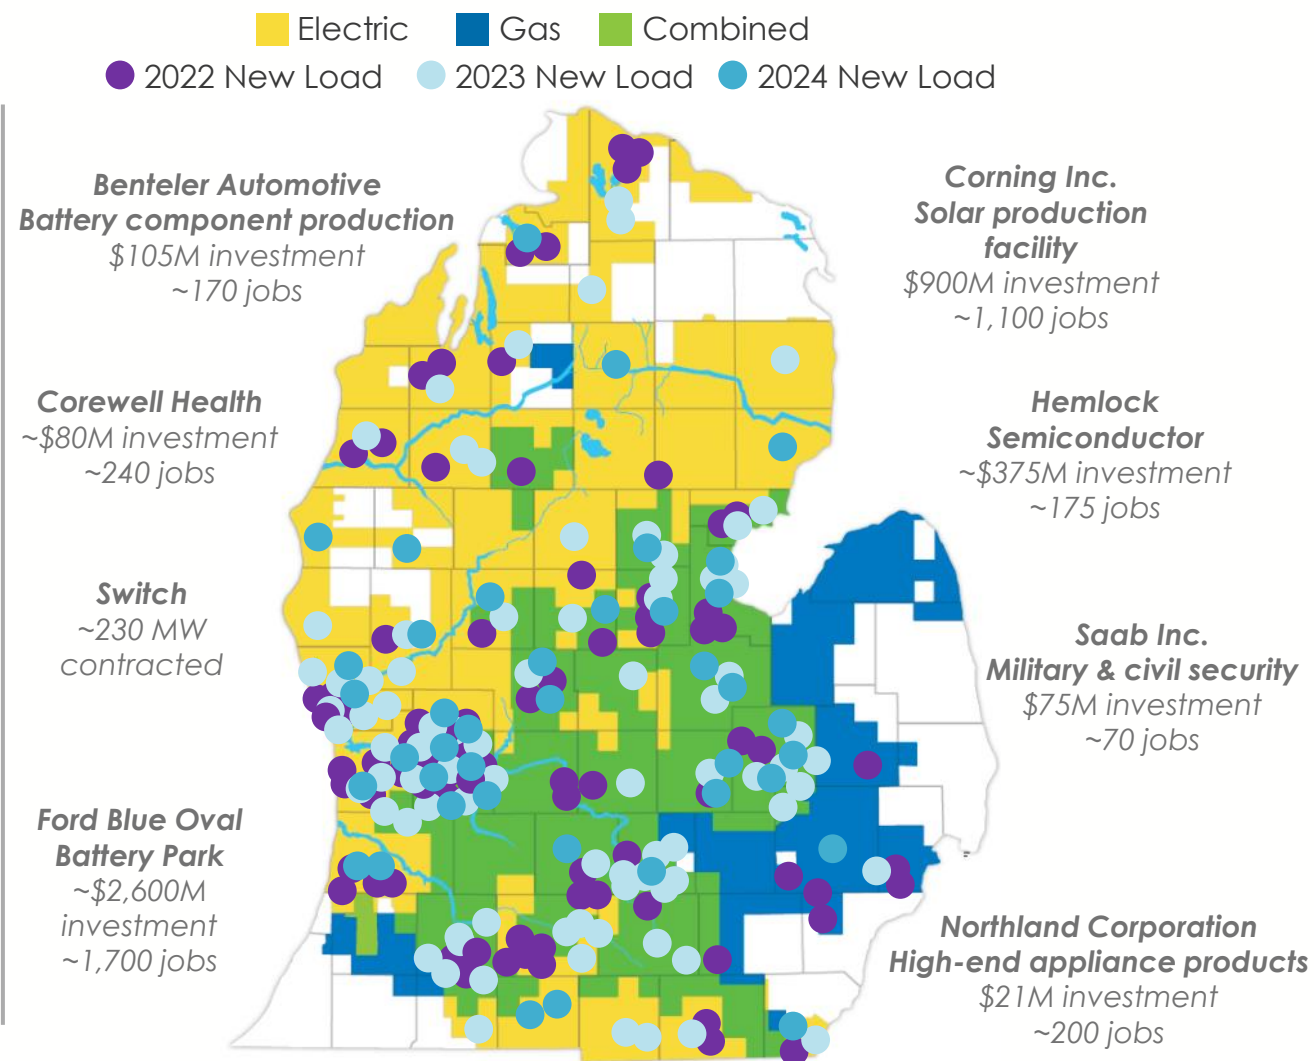 Electric Gas Combined
2022 New Load 2023 New Load 2024 New Load
Benteler Automotive
Battery component production
$105M investment
~170 jobs
Corewell Health
~$80M investment
~240 jobs
Switch
~230 MW
contracted
Ford Blue Oval
Battery Park
~$2,600M
investment
~1,700 jobs
Corning Inc.
Solar production
facility
$900M investment
~1,100 jobs
Hemlock
Semiconductor
~$375M investment
~175 jobs
Saab Inc.
Military & civil security
$75M investment
~70 jobs
Northland Corporation
High-end appliance products
$21M investment
~200 jobs